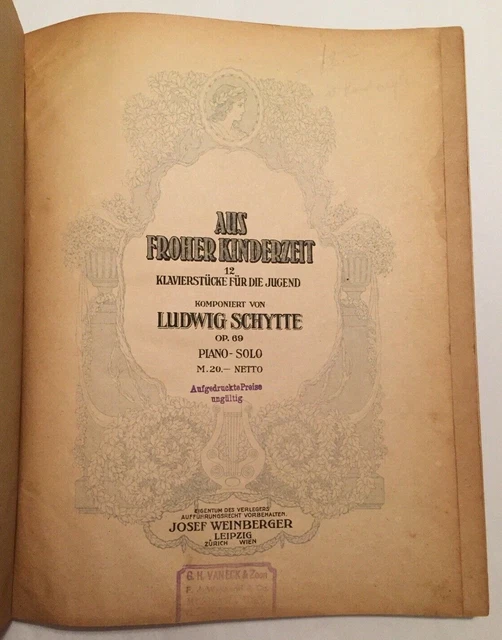 AUS
FROHER KINDERZEIT
12
KLAVIERSTÜCKE FÜR DIE JUGEND
KOMPONIERT VON
LUDWIG SCHYTTE
OP. 69
PIANO-SOLO
M. 20.— NETTO
Aufgedruckte Preise
ungültig
EIGENTUM DES VERLEGERS
AUFFÜHRUNGSRECHT VORBEHALTEN.
JOSEF WEINBERGER
LEIPZIG
ZÜRICH WIEN
G. H. VAN ECK & Zoon